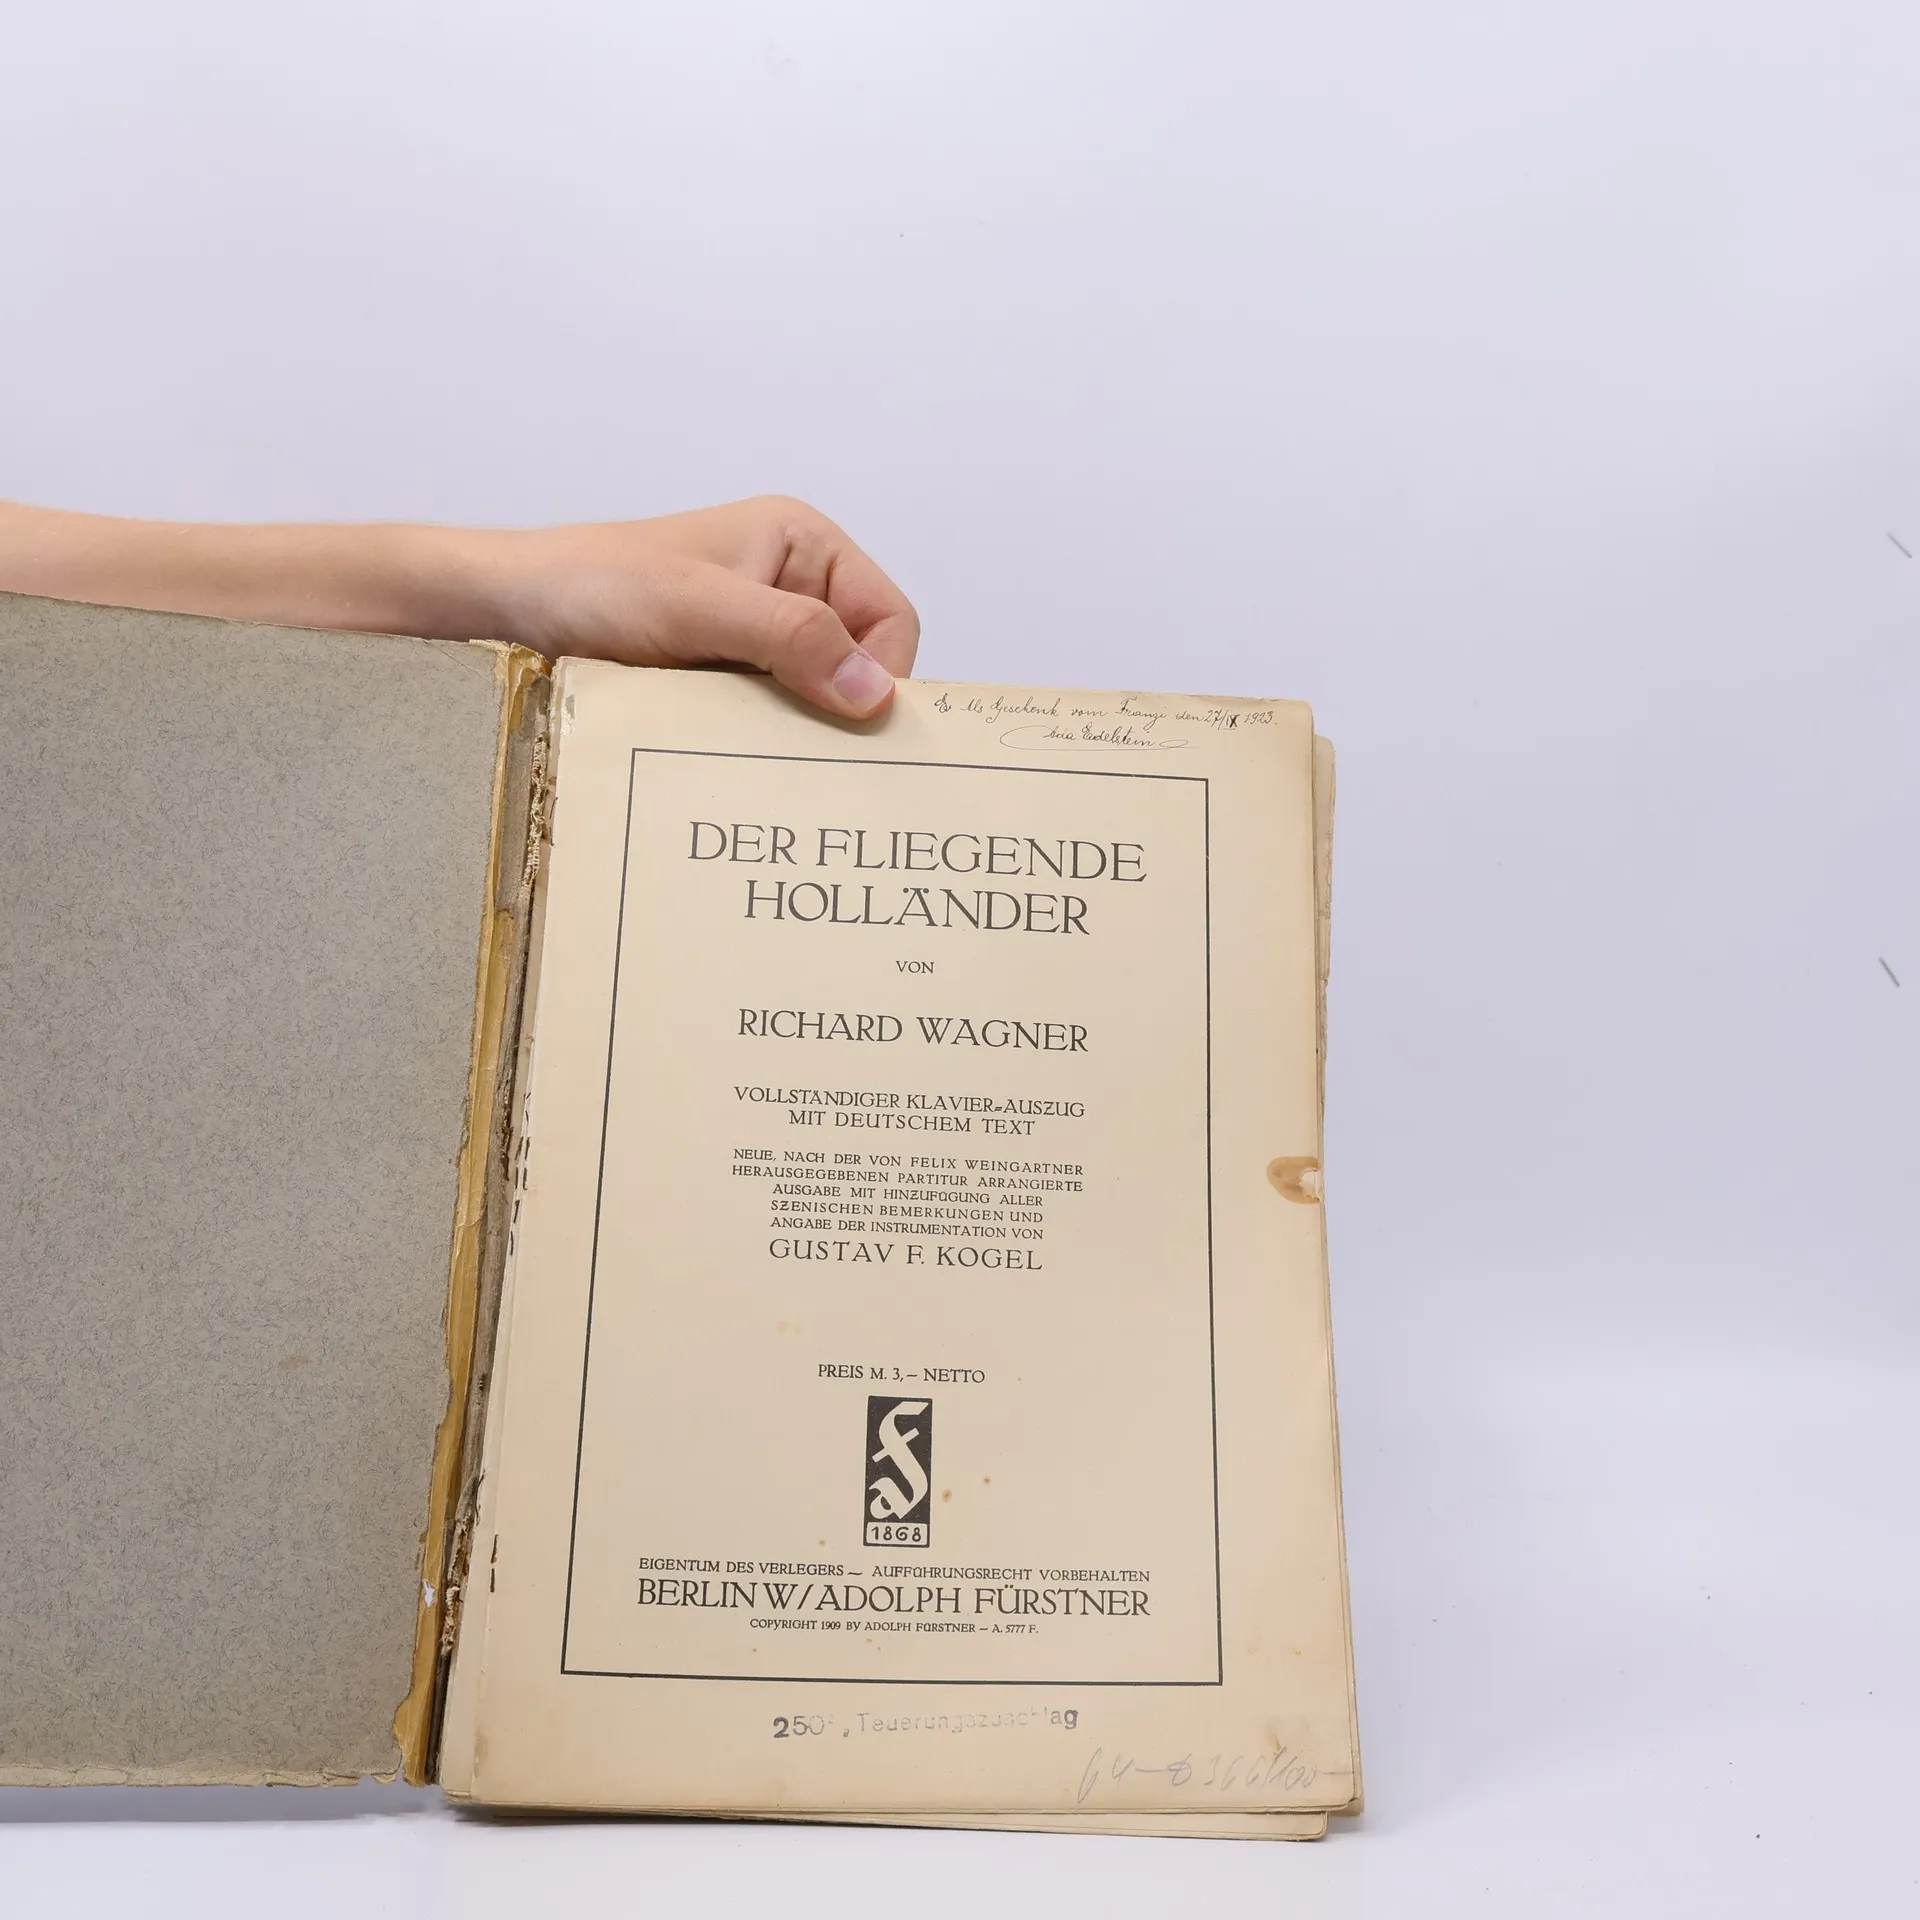 Als Geschenk vom Franzi den 27/IX 1923.
Edelstein
DER FLIEGENDE
HOLLÄNDER
VON
RICHARD WAGNER
VOLLSTÄNDIGER KLAVIER=AUSZUG
MIT DEUTSCHEM TEXT
NEUE, NACH DER VON FELIX WEINGARTNER
HERAUSGEGEBENEN PARTITUR ARRANGIERTE
AUSGABE MIT HINZUFÜGUNG ALLER
SZENISCHEN BEMERKUNGEN UND
ANGABE DER INSTRUMENTATION VON
GUSTAV F. KOGEL
PREIS M. 3,— NETTO
aF
1868
EIGENTUM DES VERLEGERS — AUFFÜHRUNGSRECHT VORBEHALTEN
BERLIN W/ADOLPH FÜRSTNER
COPYRIGHT 1909 BY ADOLPH FÜRSTNER — A. 5777 F.
Teuerungszuschlag